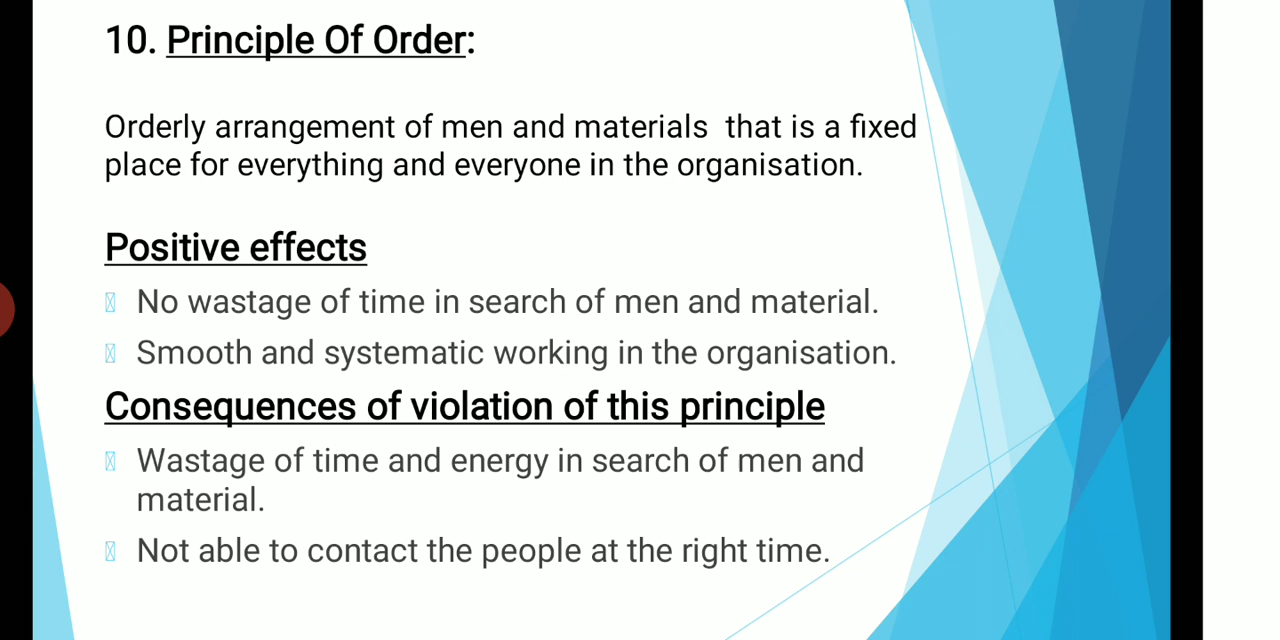 10. Principle Of Order:
Orderly arrangement of men and materials that is a fixed
place for everything and everyone in the organisation.
Positive effects
No wastage of time in search of men and material.
Smooth and systematic working in the organisation.
Consequences of violation of this principle
Wastage of time and energy in search of men and
material.
Not able to contact the people at the right time.